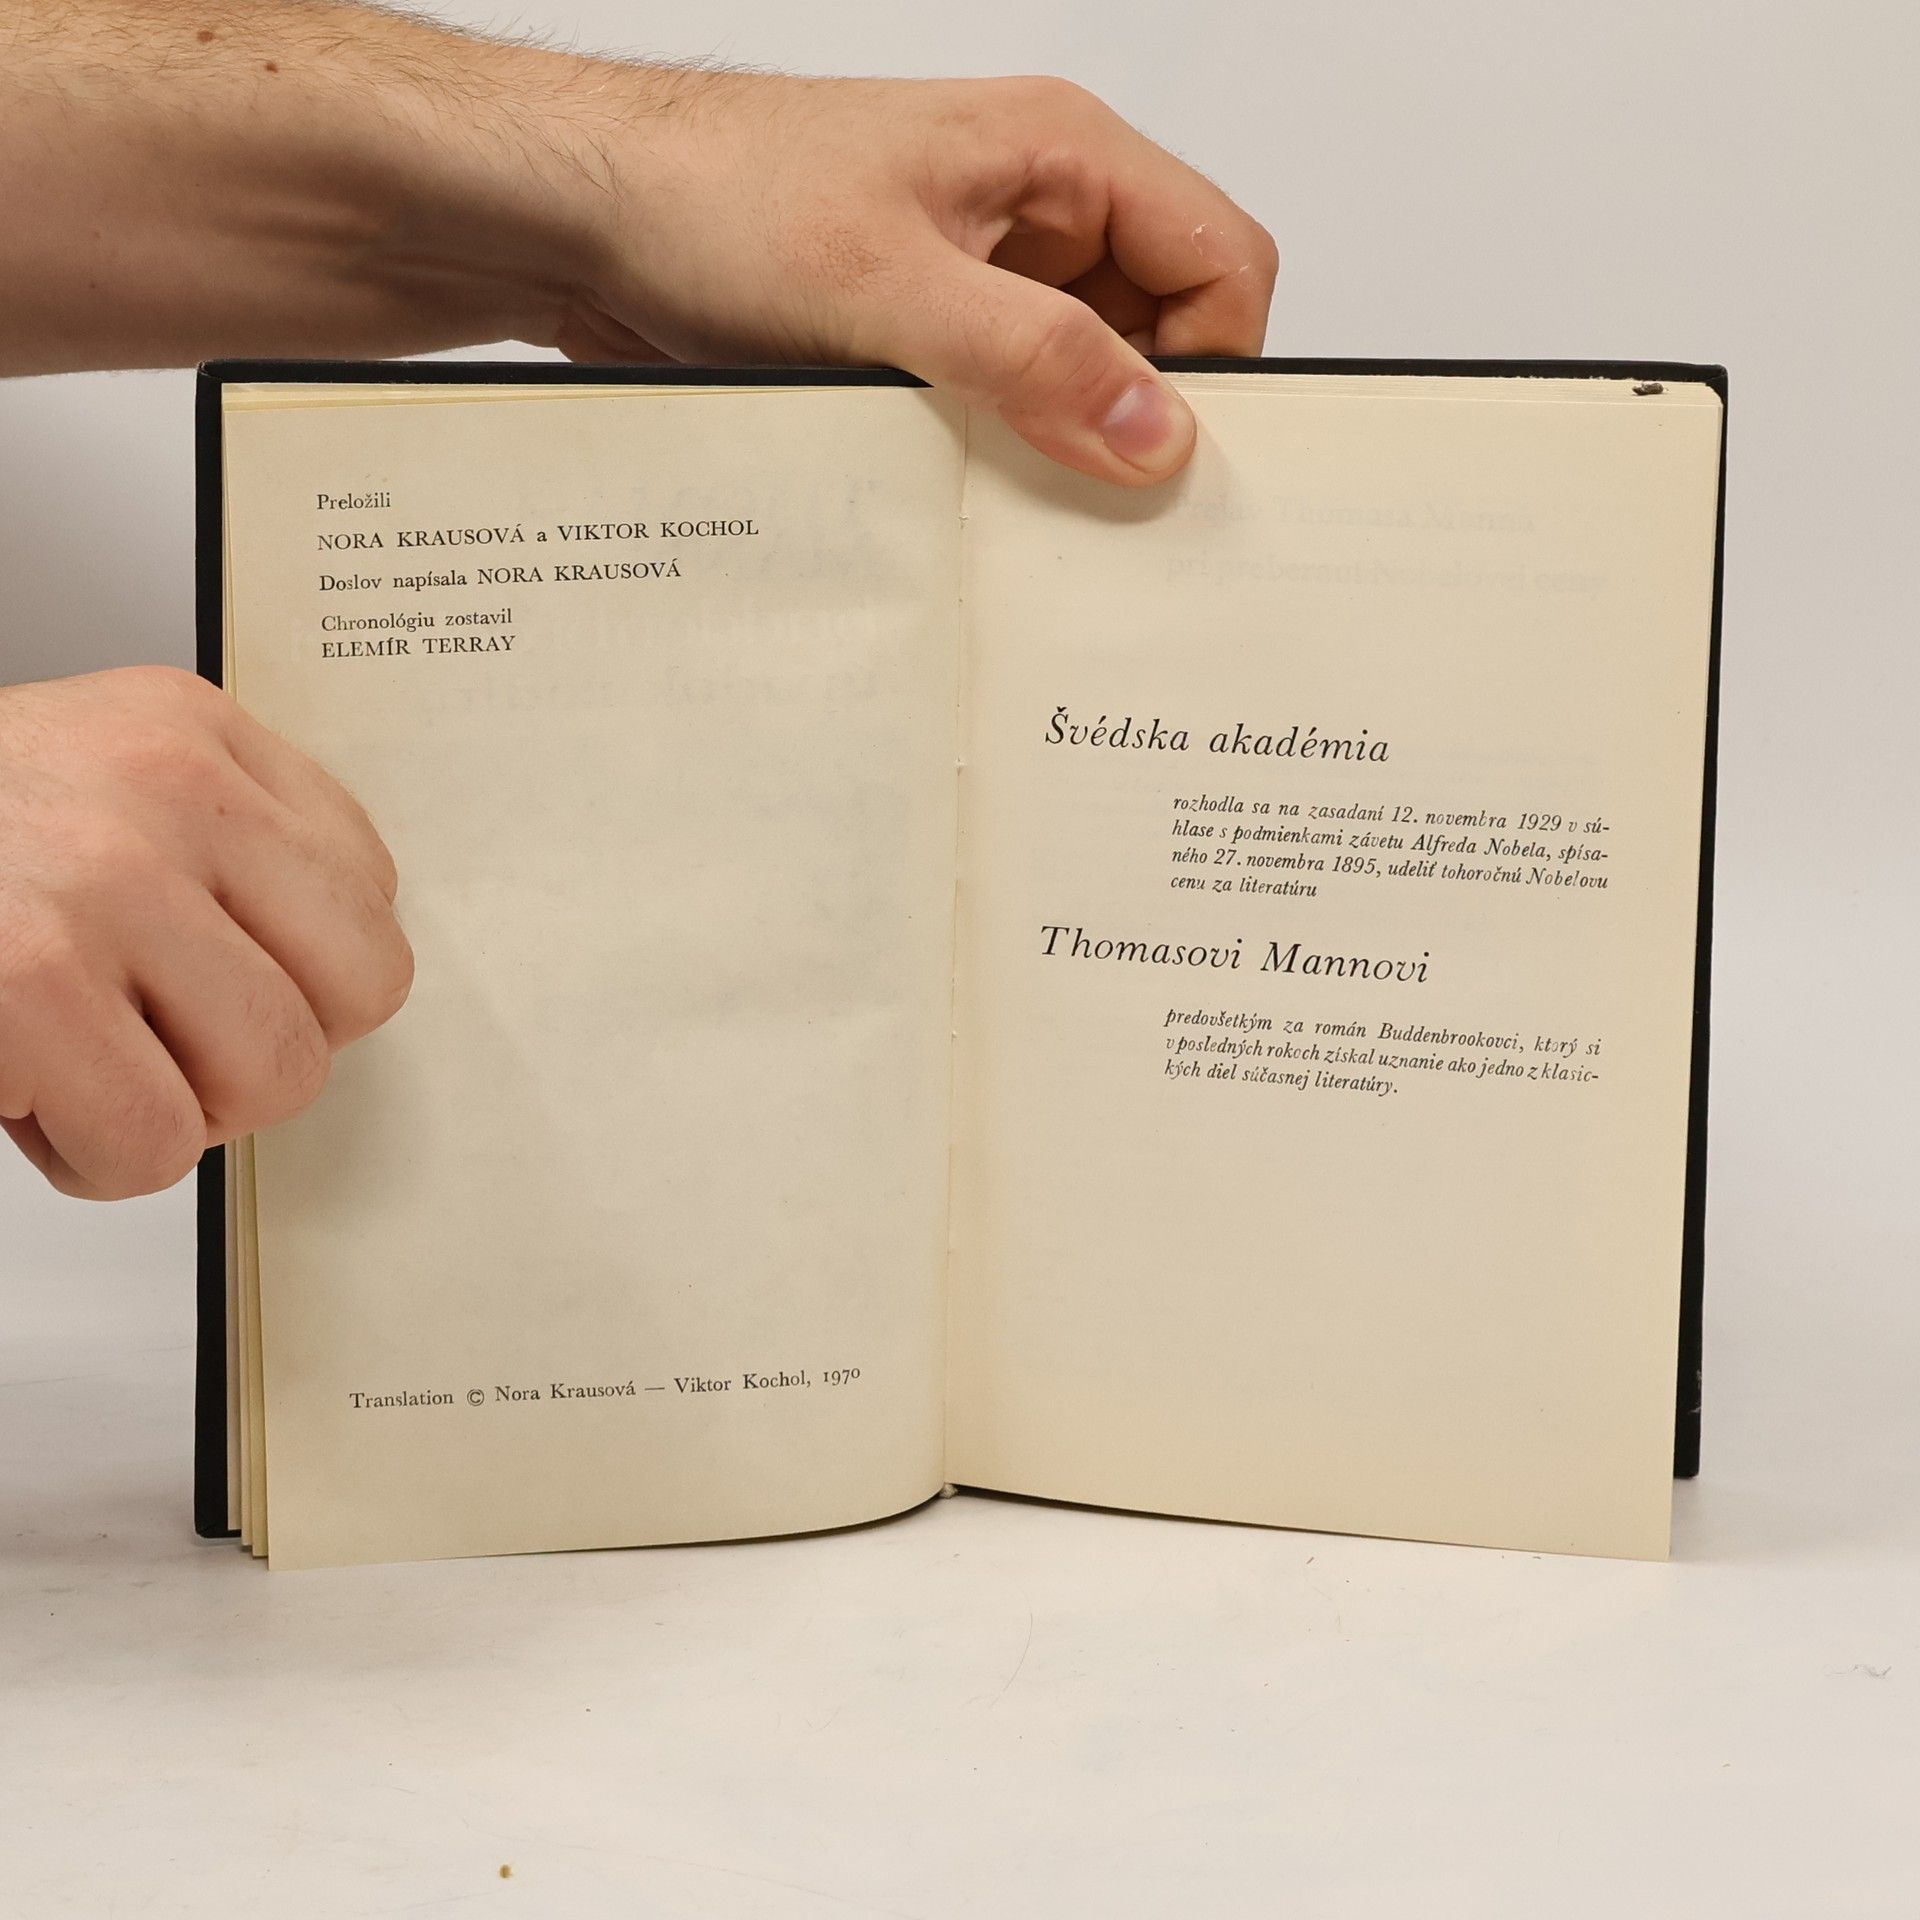 Preložili
NORA KRAUSOVÁ a VIKTOR KOCHOL
Doslov napísala NORA KRAUSOVÁ
Chronológiu zostavil
ELEMÍR TERRAY
Translation © Nora Krausová — Viktor Kochol, 1970
Švédska akadémia
rozhodla sa na zasadaní 12. novembra 1929 v sú-
hlase s podmienkami závetu Alfreda Nobela, spísa-
ného 27. novembra 1895, udeliť tohoročnú Nobelovu
cenu za literatúru
Thomasovi Mannovi
predovšetkým za román Buddenbrookovci, ktorý si
v posledných rokoch získal uznanie ako jedno z klasic-
kých diel súčasnej literatúry.